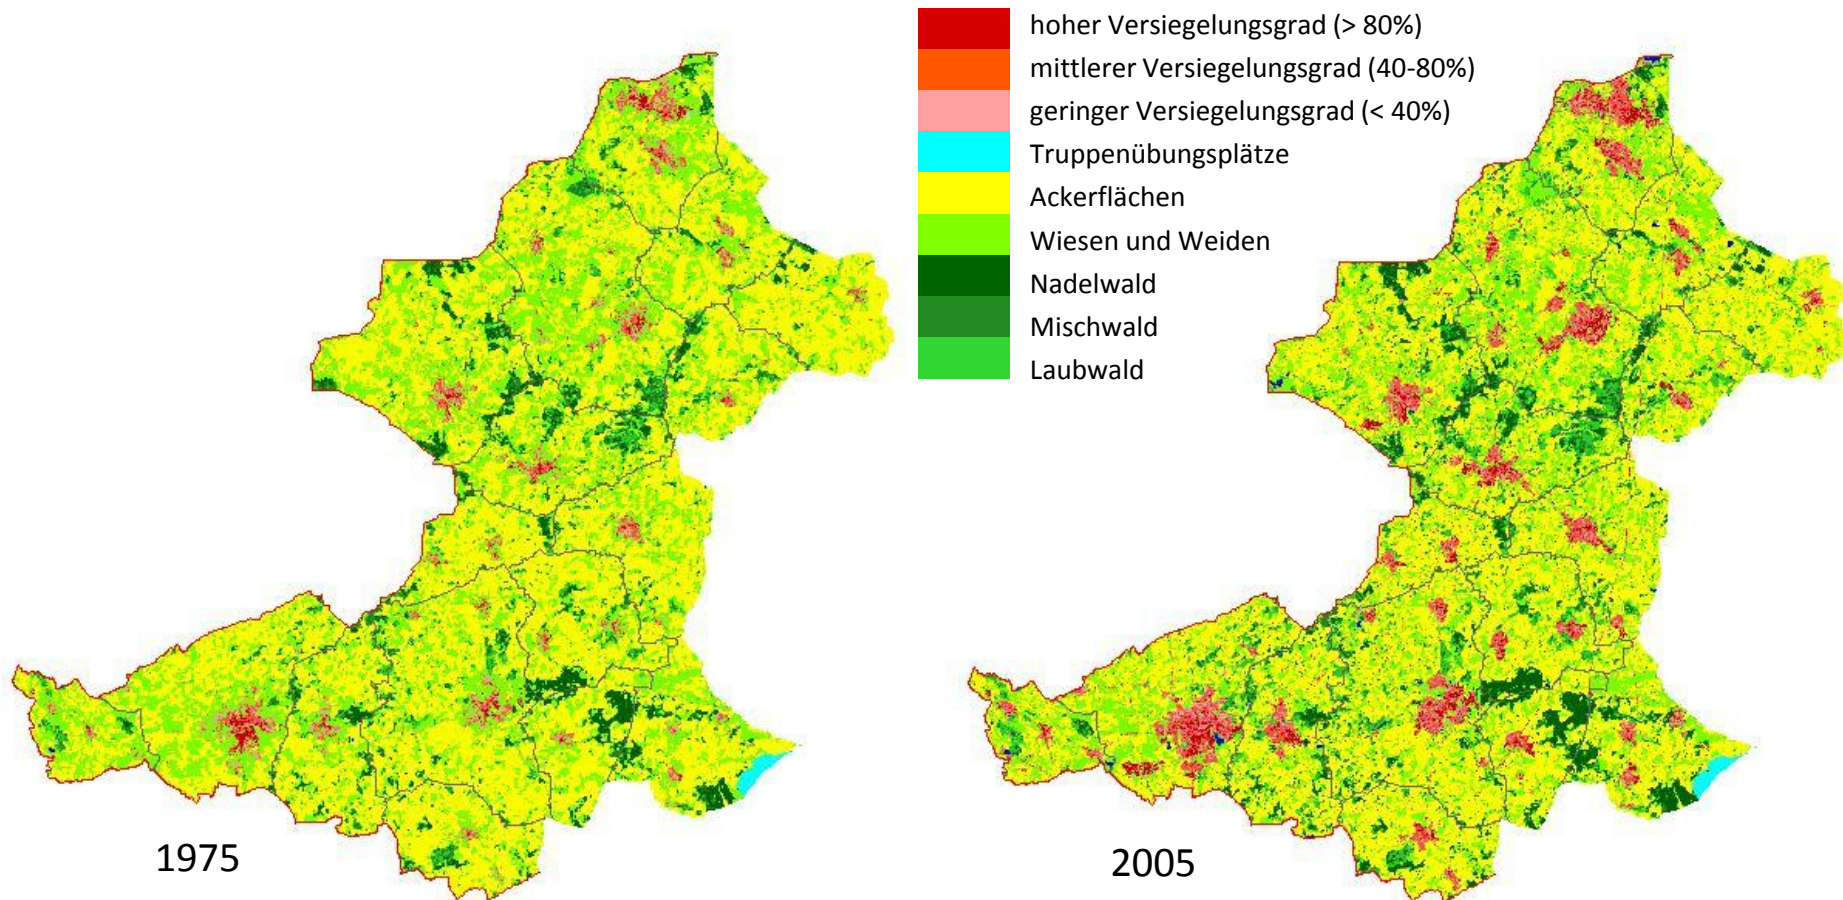 hoher Versiegelungsgrad (> 80%)
mittlerer Versiegelungsgrad (40-80%)
geringer Versiegelungsgrad (< 40%)
Truppenübungsplätze
Ackerflächen
Wiesen und Weiden
Nadelwald
Mischwald
Laubwald
1975
2005